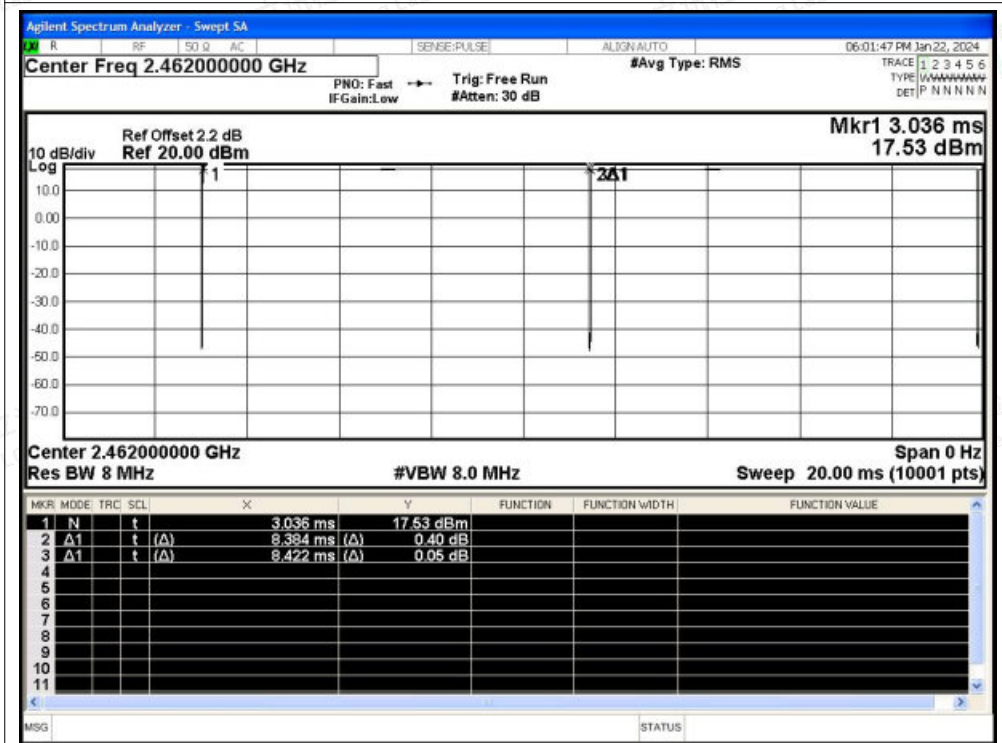 Agilent Spectrum Analyzer - Swept SA
LXI R RF 50 Ω AC SENSE:PULSE ALIGN AUTO 06:01:47 PM Jan 22, 2024
Center Freq 2.462000000 GHz #Avg Type: RMS TRACE 1 2 3 4 5 6
PNO: Fast Trig: Free Run TYPE WWWWWW
IFGain:Low #Atten: 30 dB DET P N N N N N
Mkr1 3.036 ms
Ref Offset 2.2 dB
10 dB/div Ref 20.00 dBm 17.53 dBm
Log
1 2Δ1
10.0
0.00
-10.0
-20.0
-30.0
-40.0
-50.0
-60.0
-70.0
Center 2.462000000 GHz Span 0 Hz
Res BW 8 MHz #VBW 8.0 MHz Sweep 20.00 ms (10001 pts)
MKR MODE TRC SCL X Y FUNCTION FUNCTION WIDTH FUNCTION VALUE
1 N t 3.036 ms 17.53 dBm
2 Δ1 t (Δ) 8.384 ms (Δ) 0.40 dB
3 Δ1 t (Δ) 8.422 ms (Δ) 0.05 dB
4
5
6
7
8
9
10
11
MSG STATUS